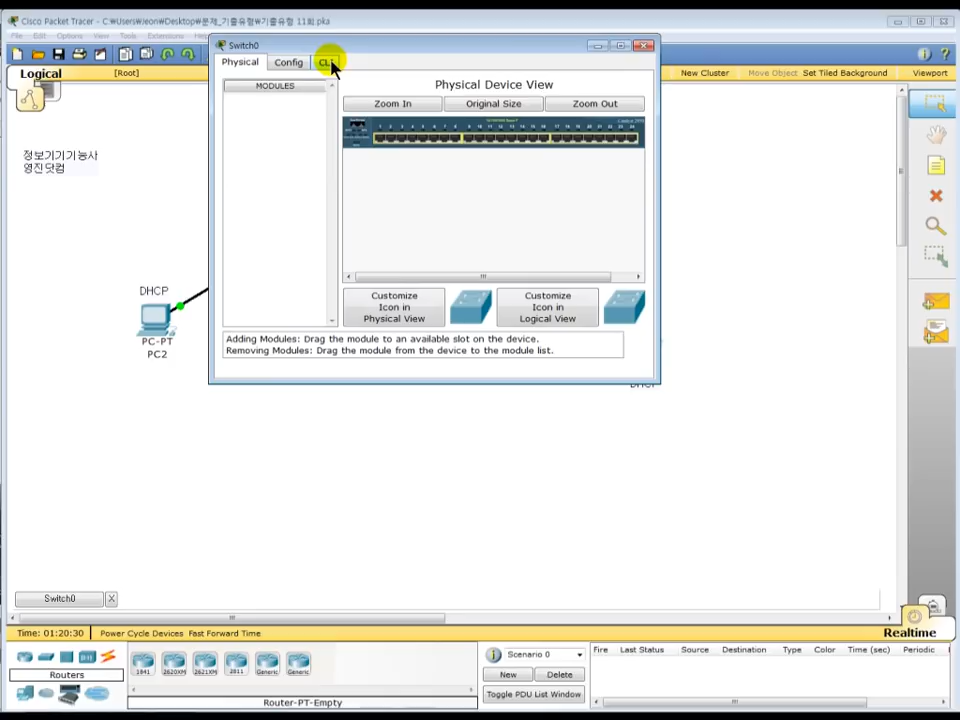 Cisco Packet Tracer - C:₩Users₩jeon₩Desktop₩문제_기출유형₩기출유형 11회.pka
File Edit Options View Tools Extensions Help
Logical
[Root]
New Cluster
Move Object
Set Tiled Background
Viewport
Switch0
Physical
Config
CLI
MODULES
Physical Device View
Zoom In
Original Size
Zoom Out
정보기기기능사
영진닷컴
DHCP
PC-PT
PC2
Customize
Icon in
Physical View
Customize
Icon in
Logical View
Adding Modules: Drag the module to an available slot on the device.
Removing Modules: Drag the module from the device to the module list.
DHCP
Switch0
X
Time: 01:20:30
Power Cycle Devices Fast Forward Time
Realtime
Routers
1841
2620XM
2621XM
2811
Generic
Generic
Router-PT-Empty
Scenario 0
New
Delete
Toggle PDU List Window
Fire
Last Status
Source
Destination
Type
Color
Time (sec)
Periodic